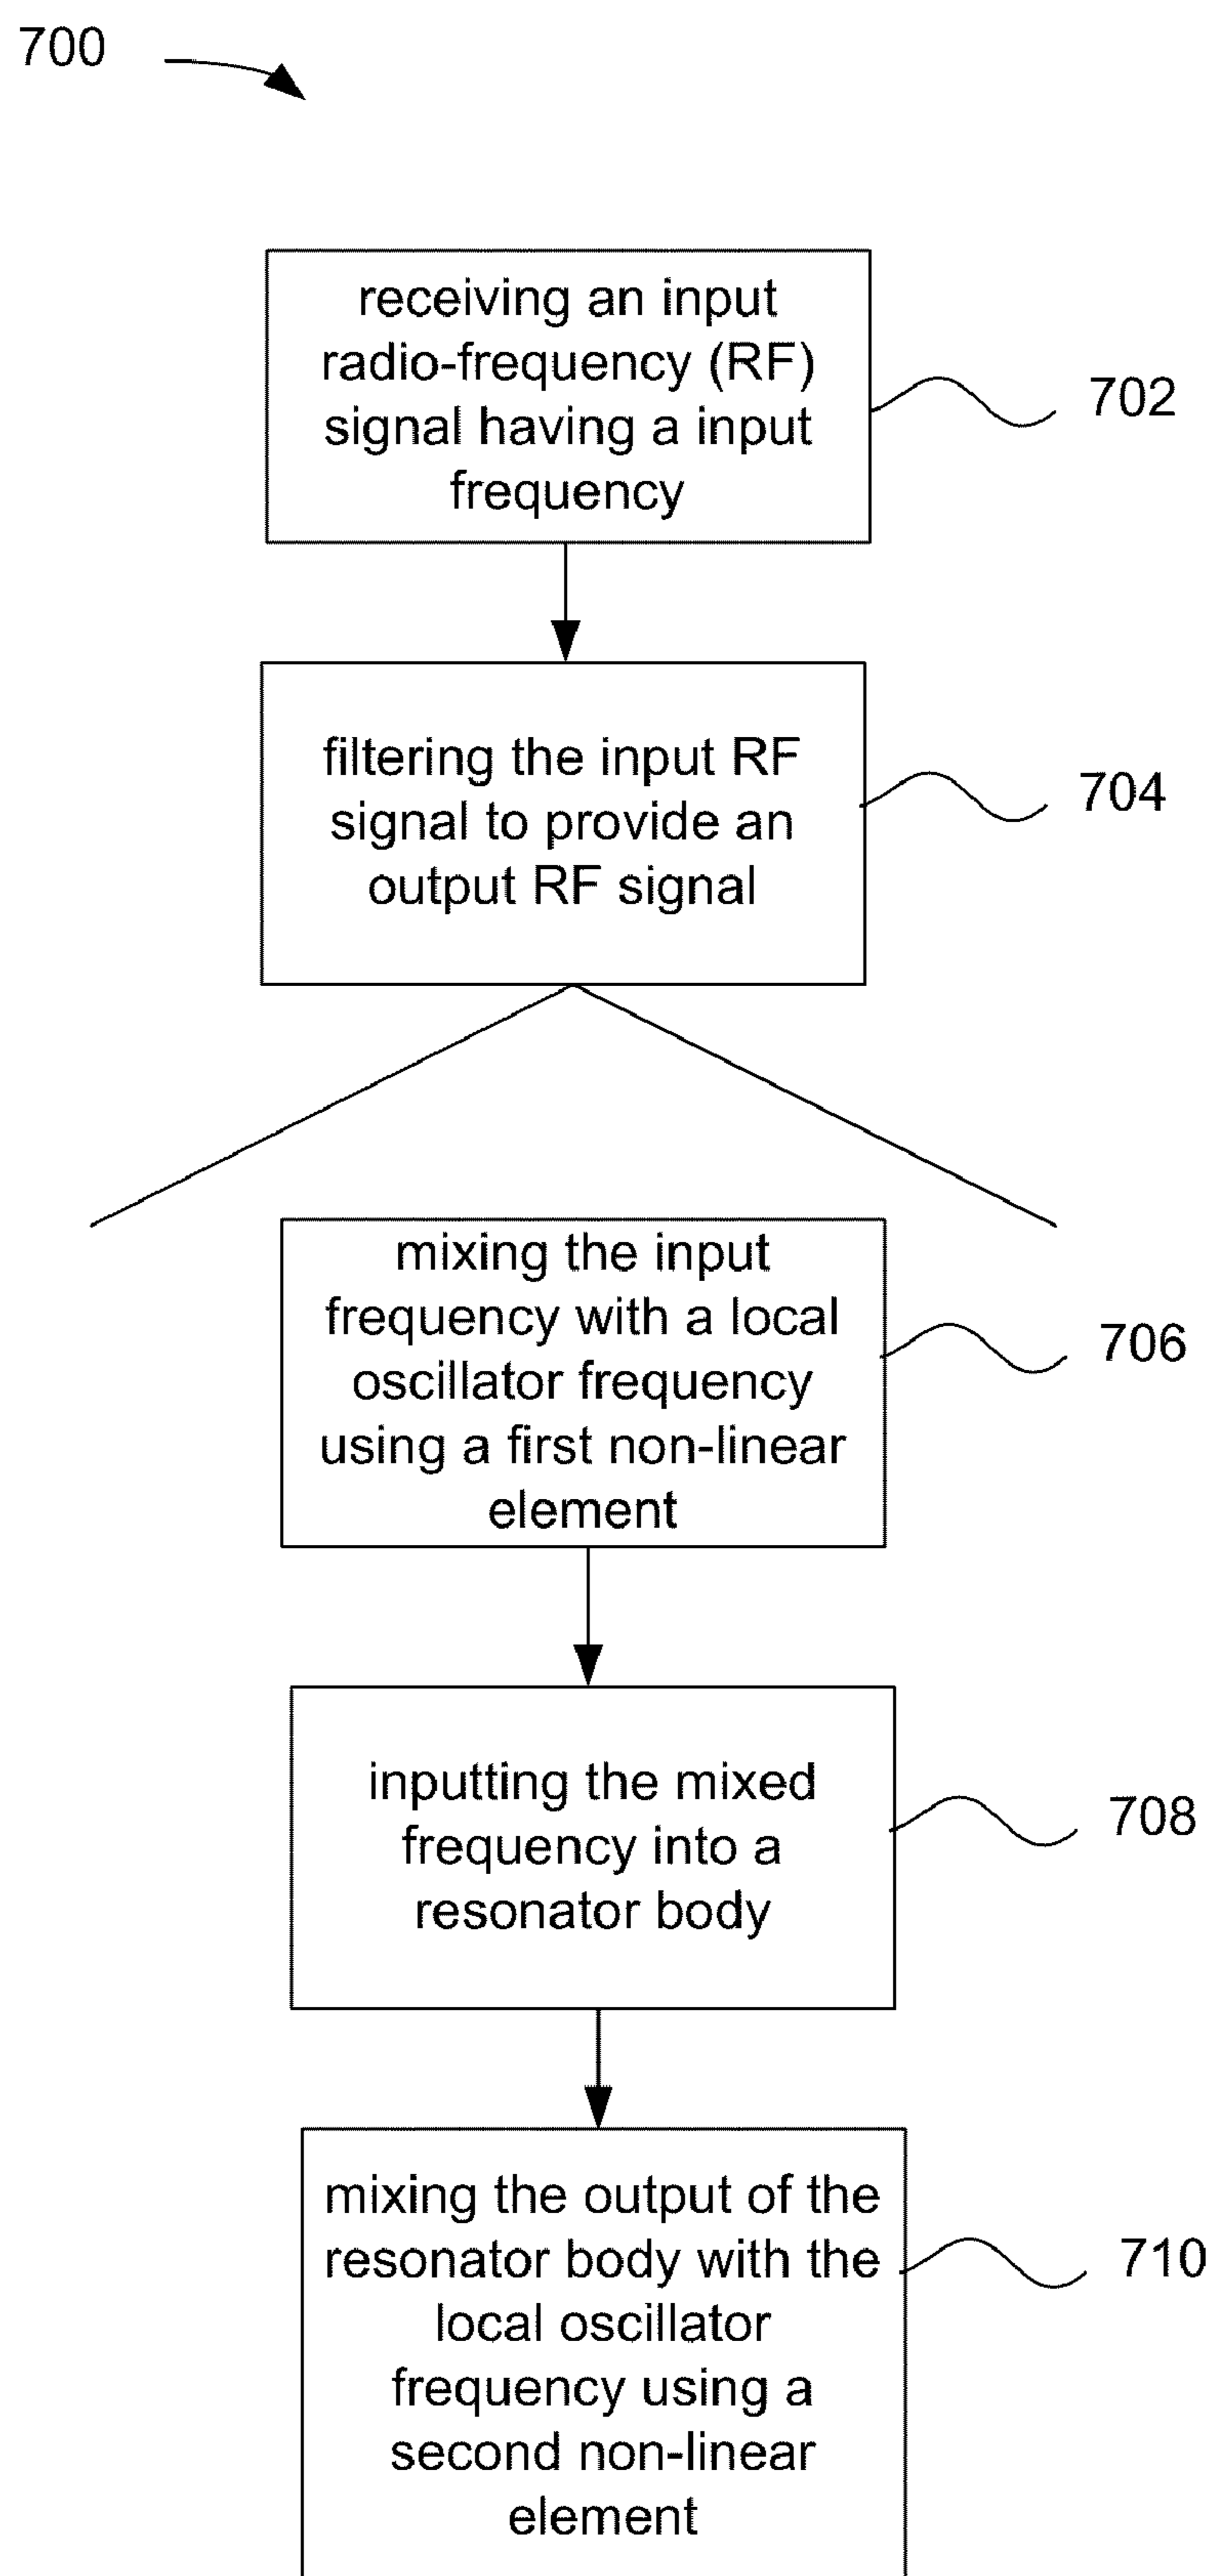 700
receiving an input
radio-frequency (RF)
signal having a input
frequency
702
filtering the input RF
signal to provide an
output RF signal
704
mixing the input
frequency with a local
oscillator frequency
using a first non-linear
element
706
inputting the mixed
frequency into a
resonator body
708
mixing the output of the
resonator body with the
local oscillator
frequency using a
second non-linear
element
710